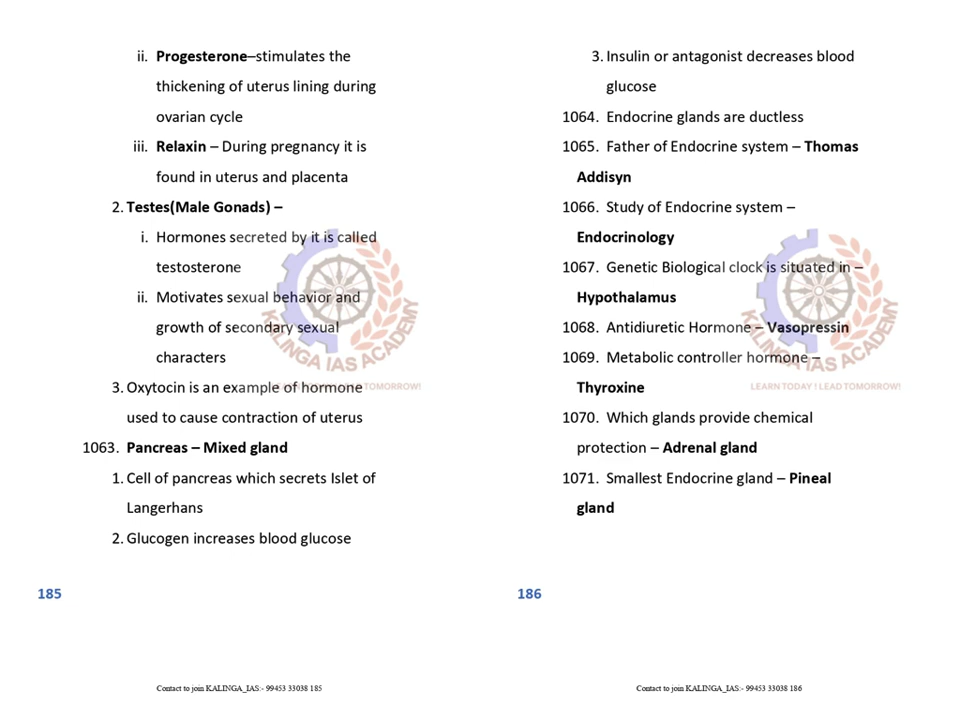 ii. Progesterone–stimulates the
thickening of uterus lining during
ovarian cycle
iii. Relaxin – During pregnancy it is
found in uterus and placenta
2. Testes(Male Gonads) –
i. Hormones secreted by it is called
testosterone
ii. Motivates sexual behavior and
growth of secondary sexual
characters
3. Oxytocin is an example of hormone
used to cause contraction of uterus
1063. Pancreas – Mixed gland
1. Cell of pancreas which secrets Islet of
Langerhans
2. Glucogen increases blood glucose
KALINGA IAS ACADEMY
LEARN TODAY ! LEAD TOMORROW!
185
Contact to join KALINGA_IAS:- 99453 33038 185
3. Insulin or antagonist decreases blood
glucose
1064. Endocrine glands are ductless
1065. Father of Endocrine system – Thomas
Addisyn
1066. Study of Endocrine system –
Endocrinology
1067. Genetic Biological clock is situated in –
Hypothalamus
1068. Antidiuretic Hormone – Vasopressin
1069. Metabolic controller hormone –
Thyroxine
1070. Which glands provide chemical
protection – Adrenal gland
1071. Smallest Endocrine gland – Pineal
gland
KALINGA IAS ACADEMY
LEARN TODAY ! LEAD TOMORROW!
186
Contact to join KALINGA_IAS:- 99453 33038 186